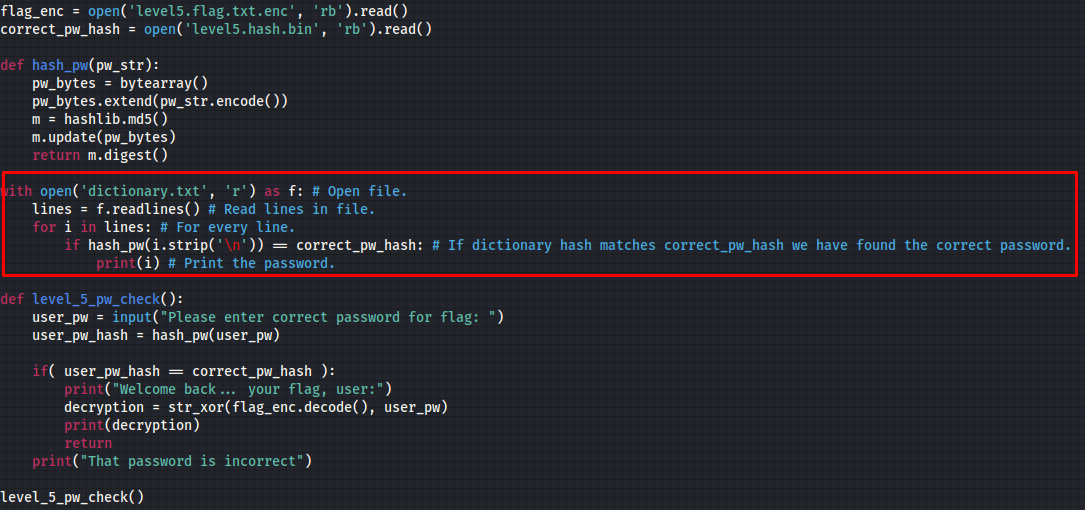 flag_enc = open('level5.flag.txt.enc', 'rb').read()
correct_pw_hash = open('level5.hash.bin', 'rb').read()
def hash_pw(pw_str):
    pw_bytes = bytearray()
    pw_bytes.extend(pw_str.encode())
    m = hashlib.md5()
    m.update(pw_bytes)
    return m.digest()
with open('dictionary.txt', 'r') as f: # Open file.
    lines = f.readlines() # Read lines in file.
    for i in lines: # For every line.
        if hash_pw(i.strip('\n')) == correct_pw_hash: # If dictionary hash matches correct_pw_hash we have found the correct password.
            print(i) # Print the password.
def level_5_pw_check():
    user_pw = input("Please enter correct password for flag: ")
    user_pw_hash = hash_pw(user_pw)
    if( user_pw_hash == correct_pw_hash ):
        print("Welcome back... your flag, user:")
        decryption = str_xor(flag_enc.decode(), user_pw)
        print(decryption)
        return
    print("That password is incorrect")
level_5_pw_check()